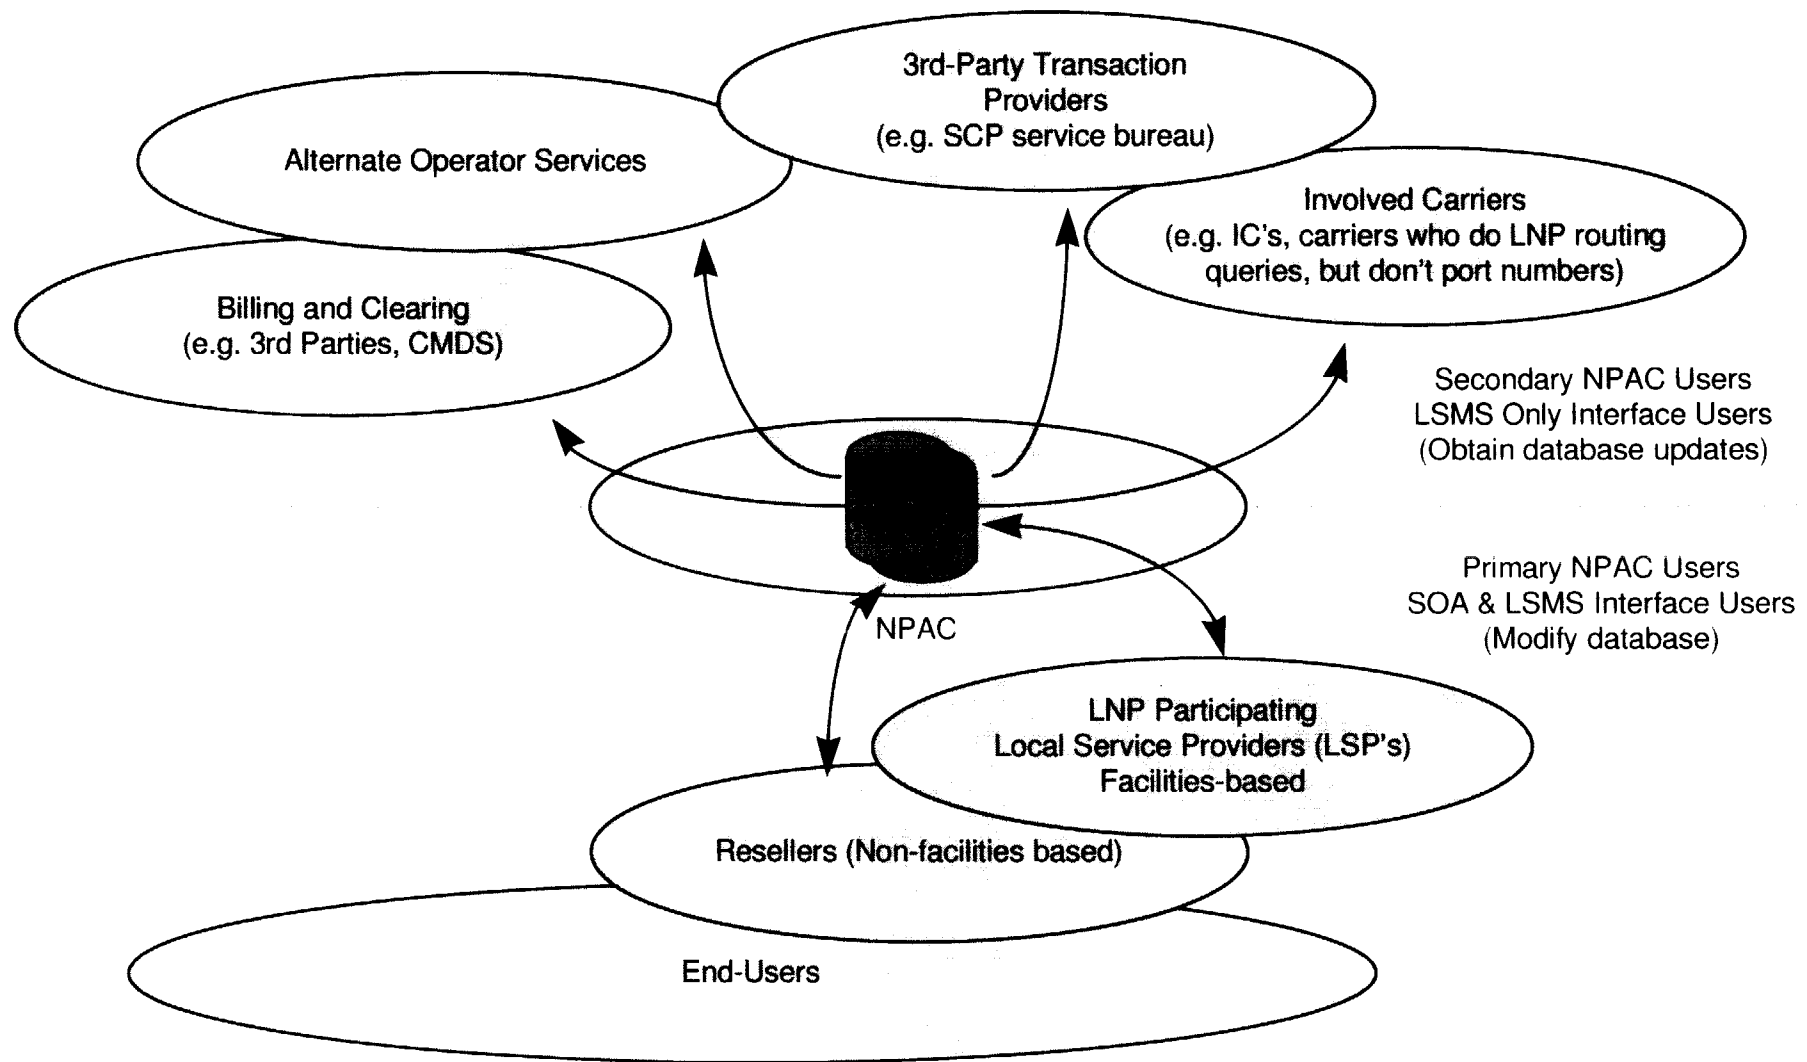 3rd-Party Transaction
Providers
(e.g. SCP service bureau)
Alternate Operator Services
Involved Carriers
(e.g. IC's, carriers who do LNP routing
queries, but don't port numbers)
Billing and Clearing
(e.g. 3rd Parties, CMDS)
Secondary NPAC Users
LSMS Only Interface Users
(Obtain database updates)
Primary NPAC Users
SOA & LSMS Interface Users
(Modify database)
NPAC
LNP Participating
Local Service Providers (LSP's)
Facilities-based
Resellers (Non-facilities based)
End-Users